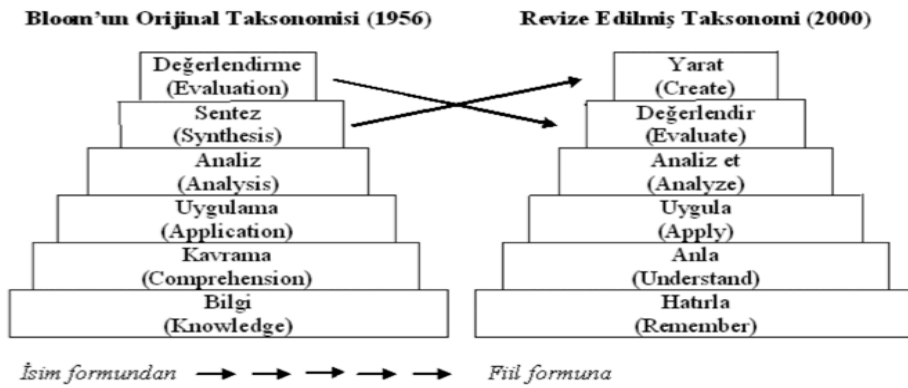 Bloom'un Orijinal Taksonomisi (1956)
Değerlendirme
(Evaluation)
Sentez
(Synthesis)
Analiz
(Analysis)
Uygulama
(Application)
Kavrama
(Comprehension)
Bilgi
(Knowledge)
Revize Edilmiş Taksonomi (2000)
Yarat
(Create)
Değerlendir
(Evaluate)
Analiz et
(Analyze)
Uygula
(Apply)
Anla
(Understand)
Hatırla
(Remember)
İsim formundan
Fiil formuna